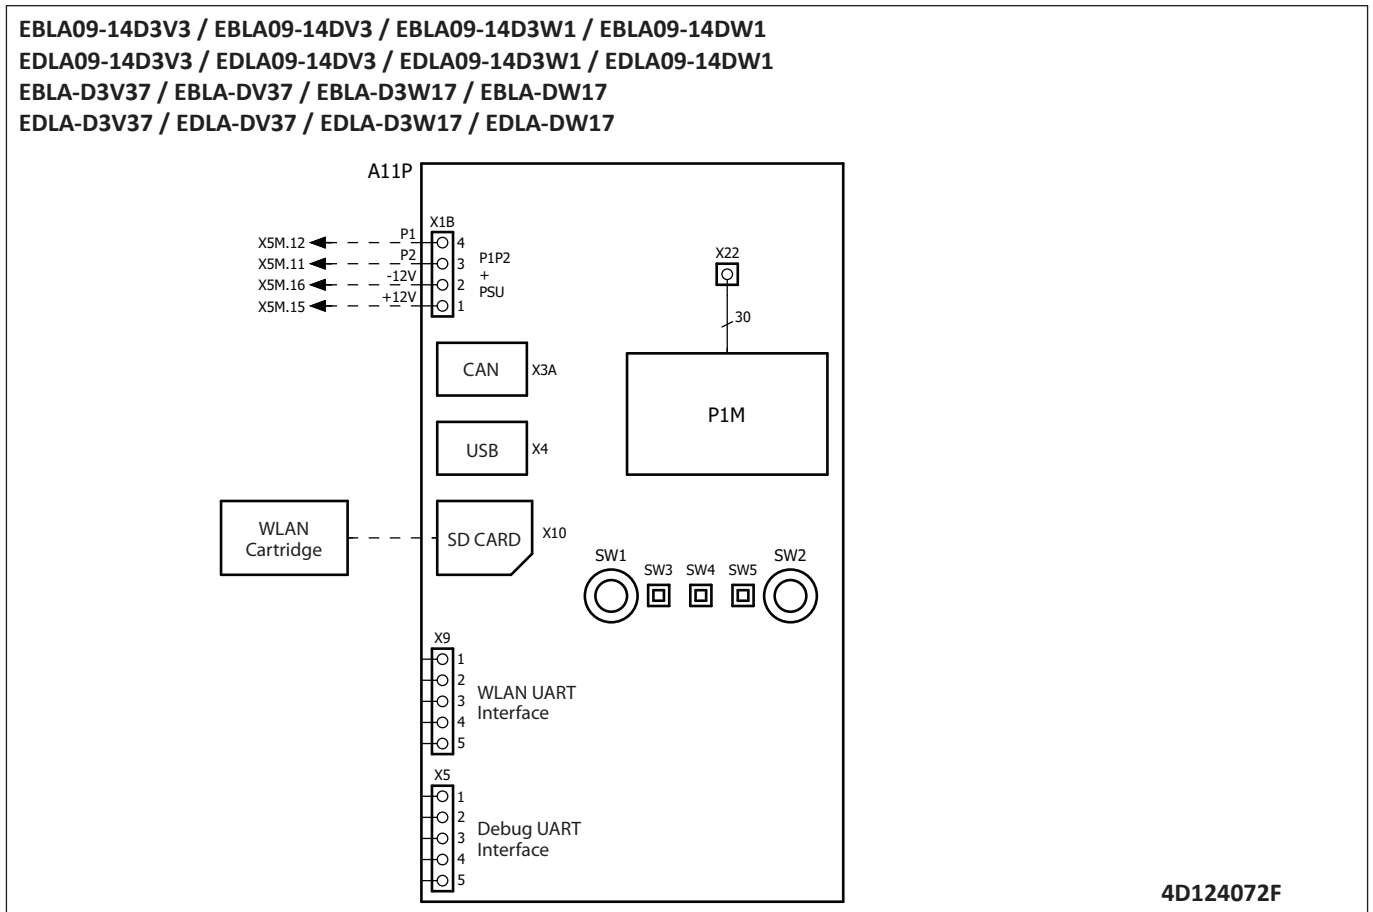 EBLA09-14D3V3 / EBLA09-14DV3 / EBLA09-14D3W1 / EBLA09-14DW1
EDLA09-14D3V3 / EDLA09-14DV3 / EDLA09-14D3W1 / EDLA09-14DW1
EBLA-D3V37 / EBLA-DV37 / EBLA-D3W17 / EBLA-DW17
EDLA-D3V37 / EDLA-DV37 / EDLA-D3W17 / EDLA-DW17
A11P
X1B
X5M.12 P1 4
X5M.11 P2 3 P1P2
X5M.16 -12V 2 +
X5M.15 +12V 1 PSU
X22
30
P1M
CAN X3A
USB X4
WLAN
Cartridge
SD CARD X10
SW1 SW3 SW4 SW5 SW2
X9
1
2
3
4
5
WLAN UART
Interface
X5
1
2
3
4
5
Debug UART
Interface
4D124072F